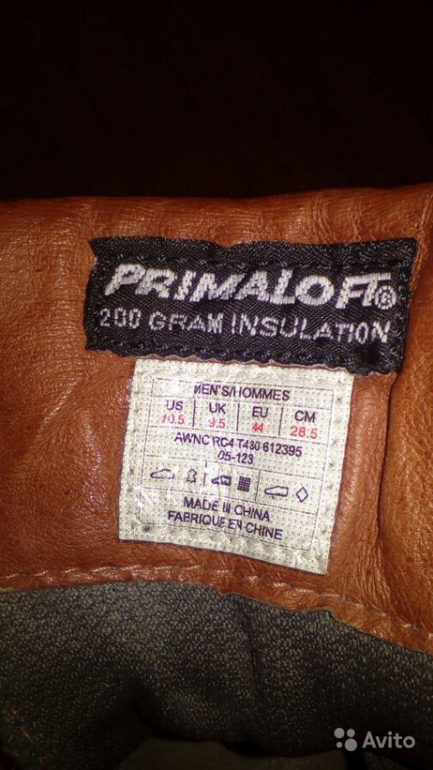 PRIMALOFT®
200 GRAM INSULATION
MEN'S/HOMMES
US UK EU CM
10.5 9.5 44 28.5
AWNC RC4 T430 612395
05-123
MADE IN CHINA
FABRIQUE EN CHINE
Avito